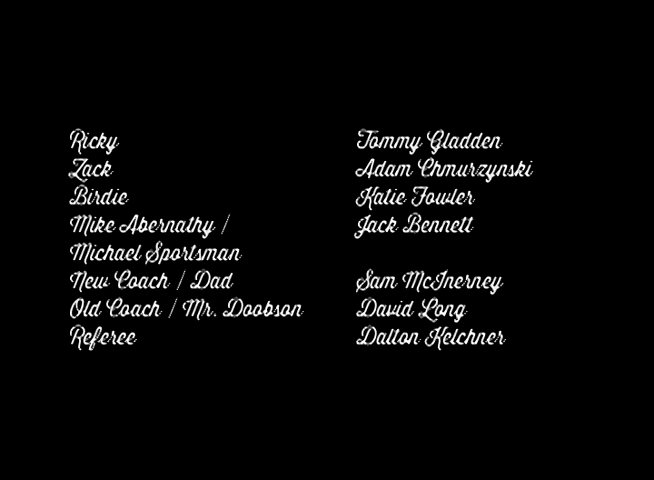 Ricky Tommy Gladden
Zack Adam Chmurzynski
Birdie Katie Fowler
Mike Abernathy / Jack Bennett
Michael Sportsman
New Coach / Dad Sam McInerney
Old Coach / Mr. Doobson David Long
Referee Dalton Kelchner